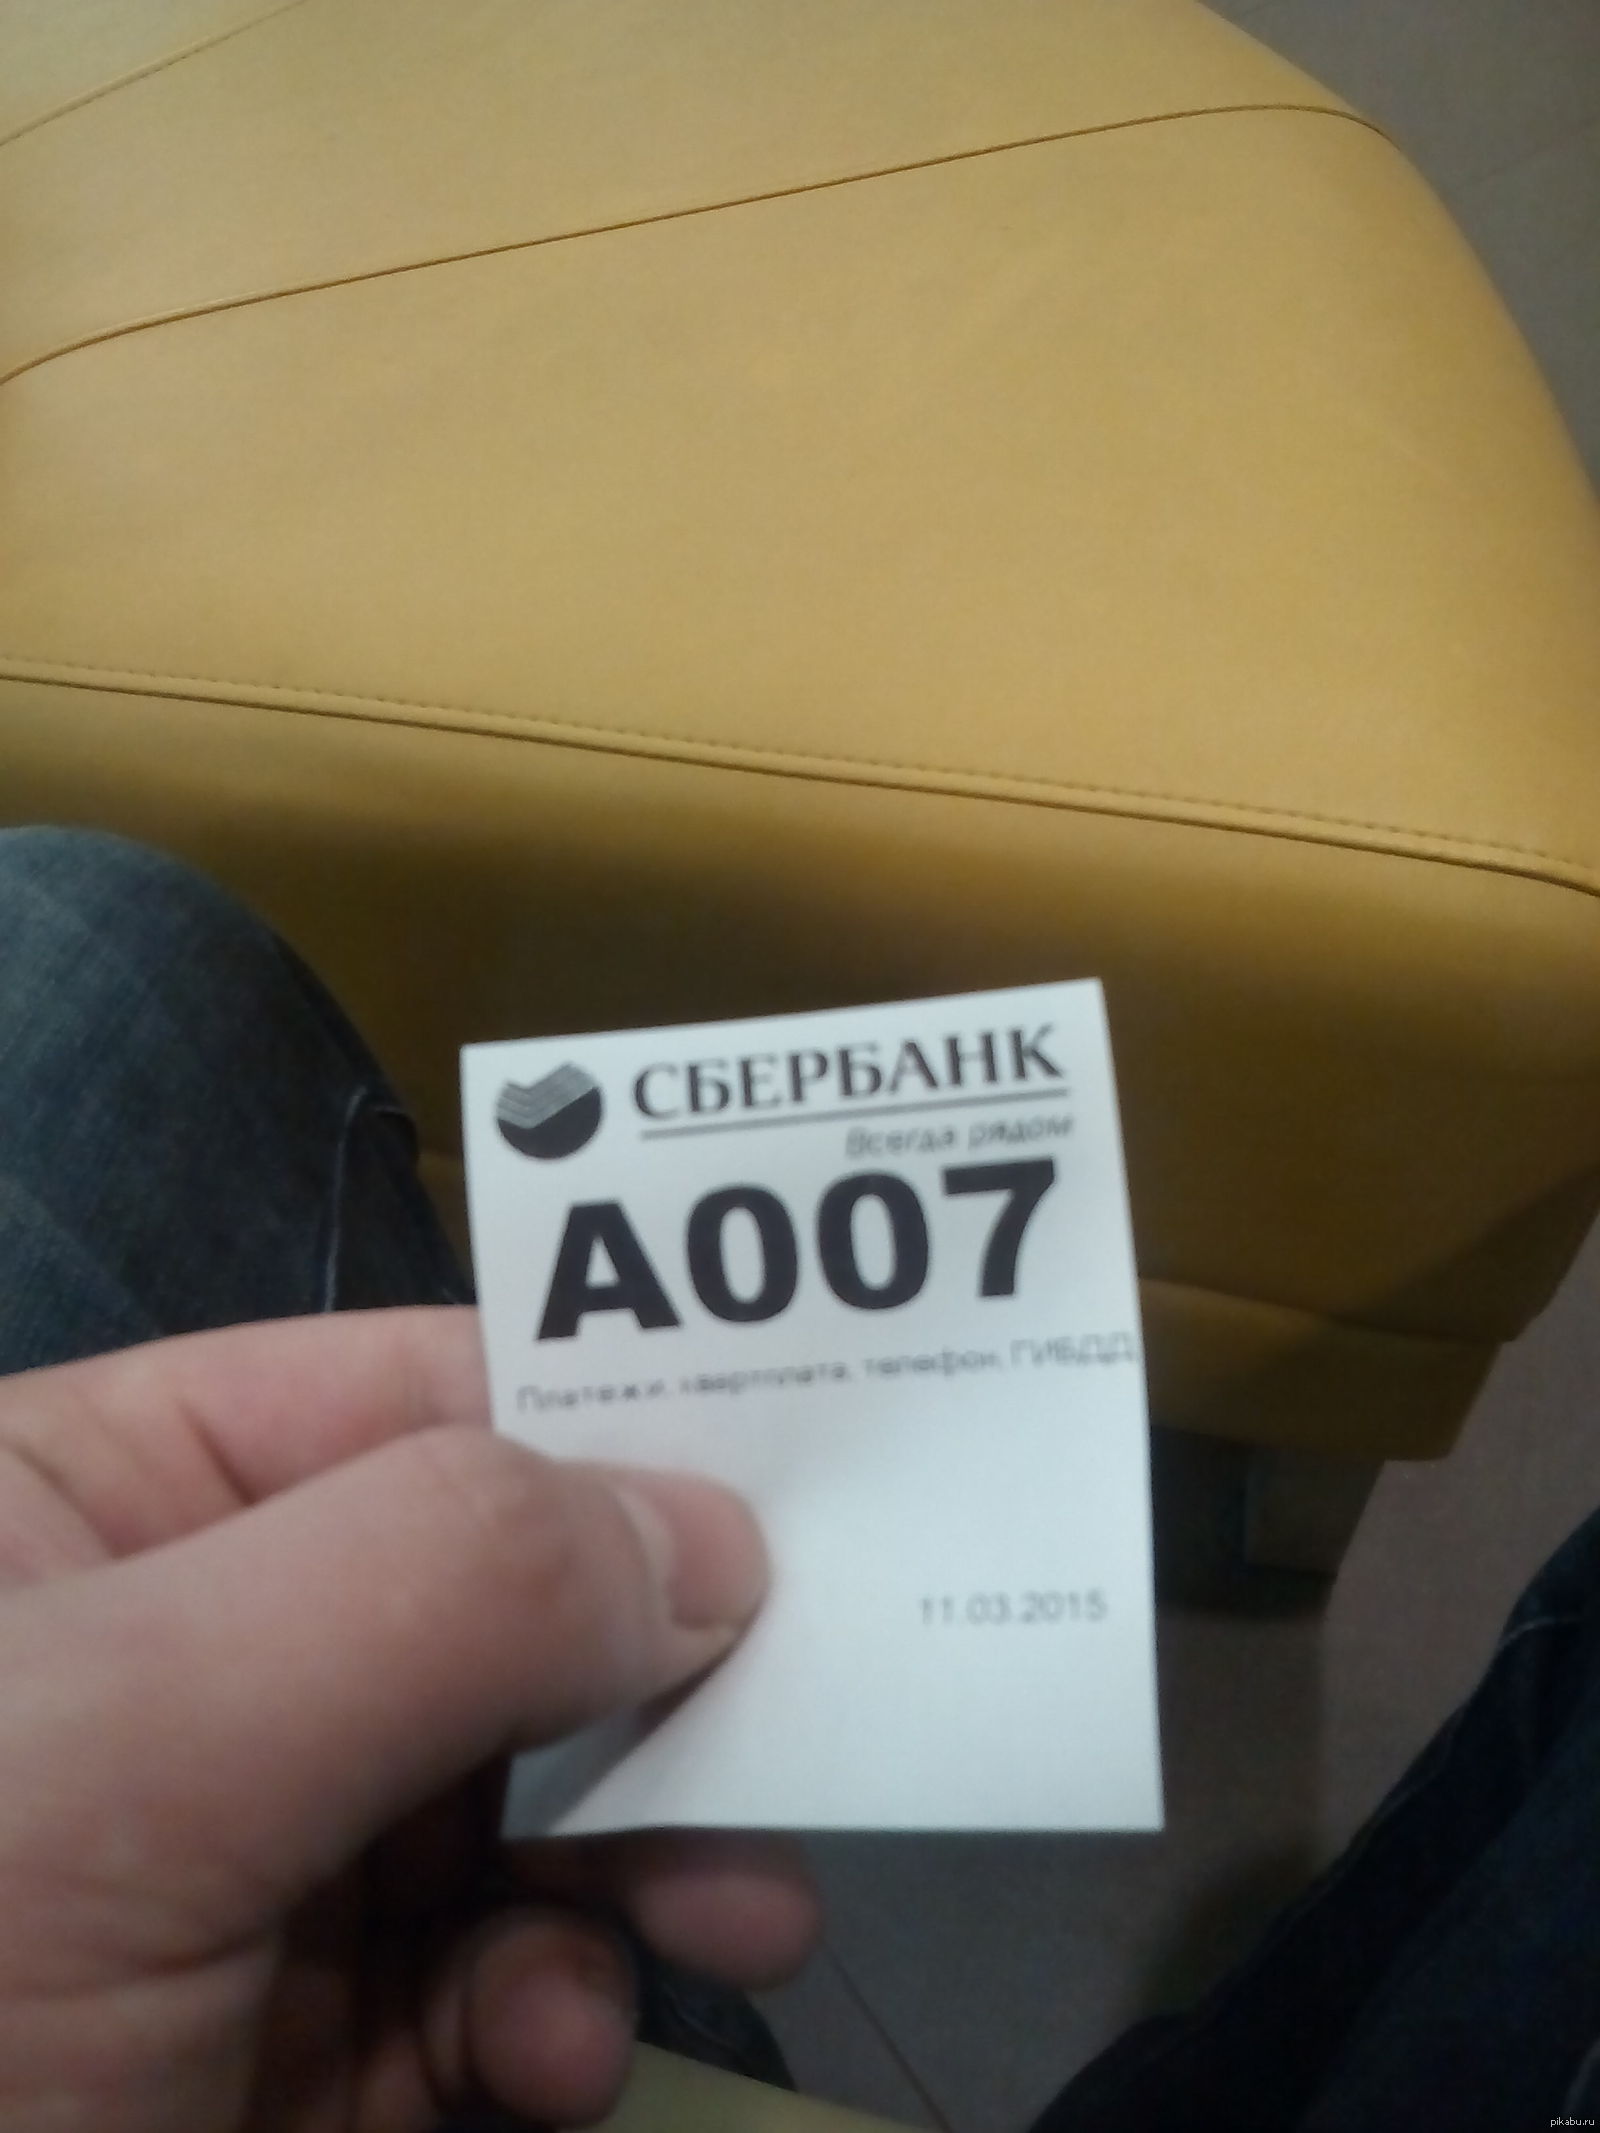 СБЕРБАНК
Всегда рядом
А007
Платежи, квартплата, телефон, ГИБДД,
11.03.2015
pikabu.ru